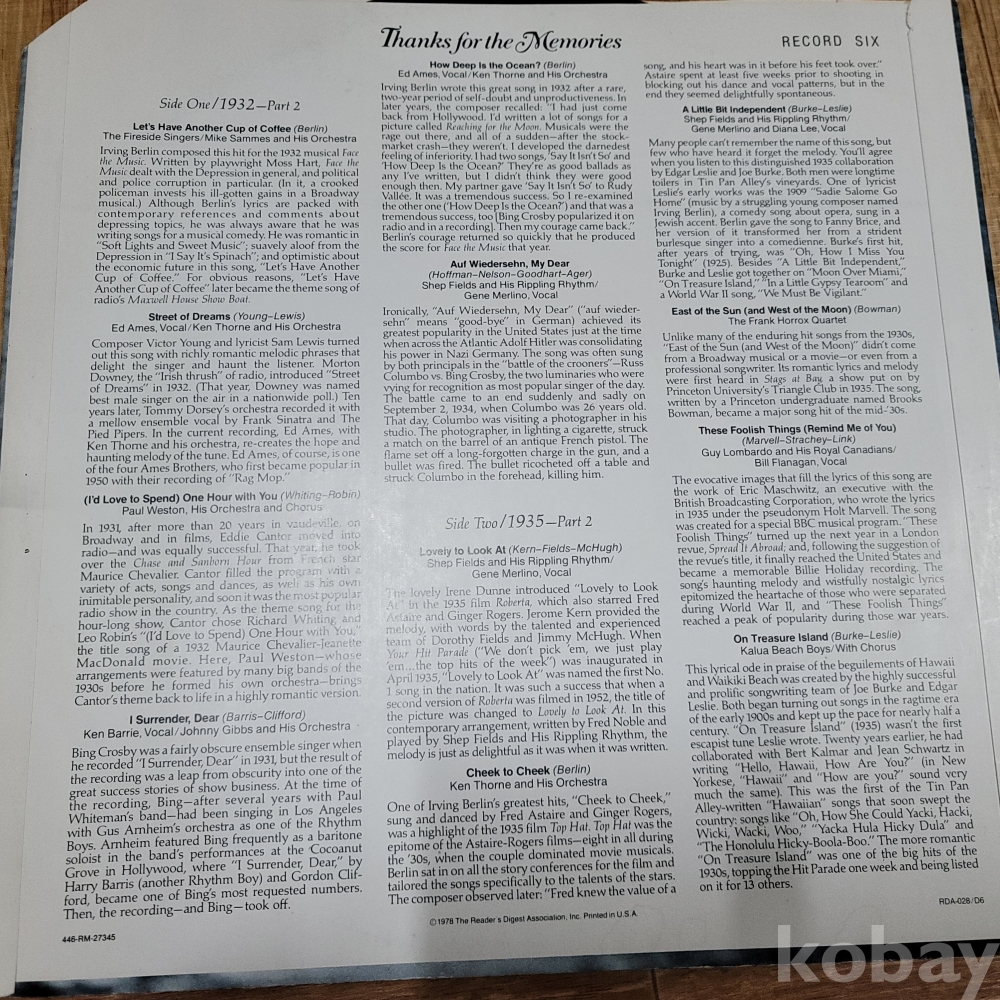 Thanks for the Memories
RECORD SIX
Side One/1932—Part 2
Let's Have Another Cup of Coffee (Berlin)
The Fireside Singers/Mike Sammes and His Orchestra
Irving Berlin composed this hit for the 1932 musical Face
the Music. Written by playwright Moss Hart, Face the
Music dealt with the Depression in general, and political
and police corruption in particular. (In it, a crooked
policeman invests his ill-gotten gains in a Broadway
musical.) Although Berlin's lyrics are packed with
contemporary references and comments about
depressing topics, he was always aware that he was
writing songs for a musical comedy. He was romantic in
"Soft Lights and Sweet Music"; suavely aloof from the
Depression in "I Say It's Spinach"; and optimistic about
the economic future in this song, "Let's Have Another
Cup of Coffee." For obvious reasons, "Let's Have
Another Cup of Coffee" later became the theme song of
radio's Maxwell House Show Boat.
Street of Dreams (Young–Lewis)
Ed Ames, Vocal/Ken Thorne and His Orchestra
Composer Victor Young and lyricist Sam Lewis turned
out this song with richly romantic melodic phrases that
delight the singer and haunt the listener. Morton
Downey, the "Irish thrush" of radio, introduced "Street
of Dreams" in 1932. (That year, Downey was named
best male singer on the air in a nationwide poll.) Ten
years later, Tommy Dorsey's orchestra recorded it with
a mellow ensemble vocal by Frank Sinatra and The
Pied Pipers. In the current recording, Ed Ames, with
Ken Thorne and his orchestra, re-creates the hope and
haunting melody of the tune. Ed Ames, of course, is one
of the four Ames Brothers, who first became popular in
1950 with their recording of "Rag Mop."
(I'd Love to Spend) One Hour with You (Whiting–Robin)
Paul Weston, His Orchestra and Chorus
In 1931, after more than 20 years in vaudeville, on
Broadway and in films, Eddie Cantor moved into
radio—and was equally successful. That year, he took
over the Chase and Sanborn Hour from French star
Maurice Chevalier. Cantor filled the program with a
variety of acts, songs and dances, as well as his own
inimitable personality, and soon it was the most popular
radio show in the country. As the theme song for the
hour-long show, Cantor chose Richard Whiting and
Leo Robin's "(I'd Love to Spend) One Hour with You,"
the title song of a 1932 Maurice Chevalier-Jeanette
MacDonald movie. Here, Paul Weston—whose
arrangements were featured by many big bands of the
1930s before he formed his own orchestra—brings
Cantor's theme back to life in a highly romantic version.
I Surrender, Dear (Barris–Clifford)
Ken Barrie, Vocal/Johnny Gibbs and His Orchestra
Bing Crosby was a fairly obscure ensemble singer when
he recorded "I Surrender, Dear" in 1931, but the result of
the recording was a leap from obscurity into one of the
great success stories of show business. At the time of
the recording, Bing—after several years with Paul
Whiteman's band—had been singing in Los Angeles
with Gus Arnheim's orchestra as one of the Rhythm
Boys. Arnheim featured Bing frequently as a baritone
soloist in the band's performances at the Cocoanut
Grove in Hollywood, where "I Surrender, Dear," by
Harry Barris (another Rhythm Boy) and Gordon Clif-
ford, became one of Bing's most requested numbers.
Then, the recording—and Bing—took off.
446-RM-27345
How Deep Is the Ocean? (Berlin)
Ed Ames, Vocal/Ken Thorne and His Orchestra
Irving Berlin wrote this great song in 1932 after a rare,
two-year period of self-doubt and unproductiveness. In
later years, the composer recalled: "I had just come
back from Hollywood. I'd written a lot of songs for a
picture called Reaching for the Moon. Musicals were the
rage out there, and all of a sudden—after the stock-
market crash—they weren't. I developed the darnedest
feeling of inferiority. I had two songs, 'Say It Isn't So' and
'How Deep Is the Ocean?' They're as good ballads as
any I've written, but I didn't think they were good
enough then. My partner gave 'Say It Isn't So' to Rudy
Vallée. It was a tremendous success. So I re-examined
the other one ('How Deep Is the Ocean?') and that was a
tremendous success, too [Bing Crosby popularized it on
radio and in a recording]. Then my courage came back."
Berlin's courage returned so quickly that he produced
the score for Face the Music that year.
Auf Wiedersehn, My Dear
(Hoffman–Nelson–Goodhart–Ager)
Shep Fields and His Rippling Rhythm/
Gene Merlino, Vocal
Ironically, "Auf Wiedersehn, My Dear" ("auf wieder-
sehn" means "good-bye" in German) achieved its
greatest popularity in the United States just at the time
when across the Atlantic Adolf Hitler was consolidating
his power in Nazi Germany. The song was often sung
by both principals in the "battle of the crooners"—Russ
Columbo vs. Bing Crosby, the two luminaries who were
vying for recognition as most popular singer of the day.
The battle came to an end suddenly and sadly on
September 2, 1934, when Columbo was 26 years old.
That day, Columbo was visiting a photographer in his
studio. The photographer, in lighting a cigarette, struck
a match on the barrel of an antique French pistol. The
flame set off a long-forgotten charge in the gun, and a
bullet was fired. The bullet ricocheted off a table and
struck Columbo in the forehead, killing him.
Side Two/1935—Part 2
Lovely to Look At (Kern–Fields–McHugh)
Shep Fields and His Rippling Rhythm/
Gene Merlino, Vocal
The lovely Irene Dunne introduced "Lovely to Look
At" in the 1935 film Roberta, which also starred Fred
Astaire and Ginger Rogers. Jerome Kern provided the
melody, with words by the talented and experienced
team of Dorothy Fields and Jimmy McHugh. When
Your Hit Parade ("We don't pick 'em, we just play
'em...the top hits of the week") was inaugurated in
April 1935, "Lovely to Look At" was named the first No.
1 song in the nation. It was such a success that when a
second version of Roberta was filmed in 1952, the title of
the picture was changed to Lovely to Look At. In this
contemporary arrangement, written by Fred Noble and
played by Shep Fields and His Rippling Rhythm, the
melody is just as delightful as it was when it was written.
Cheek to Cheek (Berlin)
Ken Thorne and His Orchestra
One of Irving Berlin's greatest hits, "Cheek to Cheek,"
sung and danced by Fred Astaire and Ginger Rogers,
was a highlight of the 1935 film Top Hat. Top Hat was the
epitome of the Astaire-Rogers films—eight in all during
the '30s, when the couple dominated movie musicals.
Berlin sat in on all the story conferences for the film and
tailored the songs specifically to the talents of the stars.
The composer observed later: "Fred knew the value of a
©1978 The Reader's Digest Association, Inc. Printed in U.S.A.
song, and his heart was in it before his feet took over."
Astaire spent at least five weeks prior to shooting in
blocking out his dance and vocal patterns, but in the
end they seemed delightfully spontaneous.
A Little Bit Independent (Burke–Leslie)
Shep Fields and His Rippling Rhythm/
Gene Merlino and Diana Lee, Vocal
Many people can't remember the name of this song, but
few who have heard it forget the melody. You'll agree
when you listen to this distinguished 1935 collaboration
by Edgar Leslie and Joe Burke. Both men were longtime
toilers in Tin Pan Alley's vineyards. One of lyricist
Leslie's early works was the 1909 "Sadie Salome Go
Home" (music by a struggling young composer named
Irving Berlin), a comedy song about opera, sung in a
Jewish accent. Berlin gave the song to Fanny Brice, and
her version of it transformed her from a strident
burlesque singer into a comedienne. Burke's first hit,
after years of trying, was "Oh, How I Miss You
Tonight" (1925). Besides "A Little Bit Independent,"
Burke and Leslie got together on "Moon Over Miami,"
"On Treasure Island," "In a Little Gypsy Tearoom" and
a World War II song, "We Must Be Vigilant."
East of the Sun (and West of the Moon) (Bowman)
The Frank Horrox Quartet
Unlike many of the enduring hit songs from the 1930s,
"East of the Sun (and West of the Moon)" didn't come
from a Broadway musical or a movie—or even from a
professional songwriter. Its romantic lyrics and melody
were first heard in Stags at Bay, a show put on by
Princeton University's Triangle Club in 1935. The song,
written by a Princeton undergraduate named Brooks
Bowman, became a major song hit of the mid-'30s.
These Foolish Things (Remind Me of You)
(Marvell–Strachey–Link)
Guy Lombardo and His Royal Canadians/
Bill Flanagan, Vocal
The evocative images that fill the lyrics of this song are
the work of Eric Maschwitz, an executive with the
British Broadcasting Corporation, who wrote the lyrics
in 1935 under the pseudonym Holt Marvell. The song
was created for a special BBC musical program. "These
Foolish Things" turned up the next year in a London
revue, Spread It Abroad; and, following the suggestion of
the revue's title, it finally reached the United States and
became a memorable Billie Holiday recording. The
song's haunting melody and wistfully nostalgic lyrics
epitomized the heartache of those who were separated
during World War II, and "These Foolish Things"
reached a peak of popularity during those war years.
On Treasure Island (Burke–Leslie)
Kalua Beach Boys/With Chorus
This lyrical ode in praise of the beguilements of Hawaii
and Waikiki Beach was created by the highly successful
and prolific songwriting team of Joe Burke and Edgar
Leslie. Both began turning out songs in the ragtime era
of the early 1900s and kept up the pace for nearly half a
century. "On Treasure Island" (1935) wasn't the first
escapist tune Leslie wrote. Twenty years earlier, he had
collaborated with Bert Kalmar and Jean Schwartz in
writing "Hello, Hawaii, How Are You?" (in New
Yorkese, "Hawaii" and "How are you?" sound very
much the same). This was the first of the Tin Pan
Alley-written "Hawaiian" songs that soon swept the
country: songs like "Oh, How She Could Yacki, Hacki,
Wicki, Wacki, Woo," "Yacka Hula Hicky Dula" and
"The Honolulu Hicky-Boola-Boo." The more romantic
"On Treasure Island" was one of the big hits of the
1930s, topping the Hit Parade one week and being listed
on it for 13 others.
RDA-028/D6
kobay